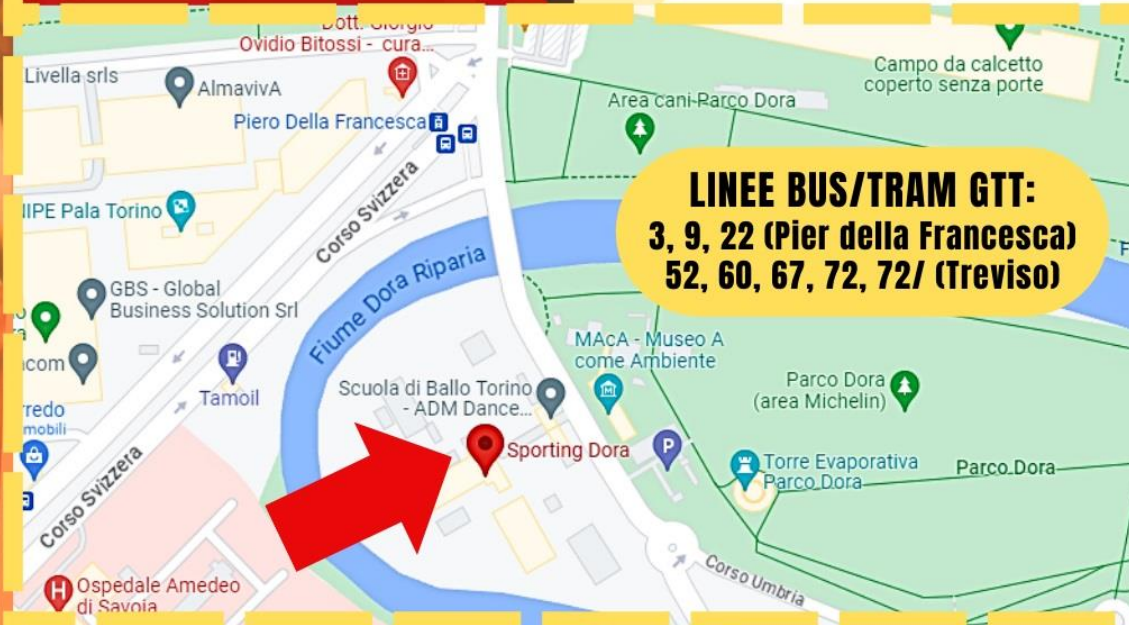 Dott. Giorgio
Ovidio Bitossi - cura...
Livella srls
AlmavivA
Campo da calcetto
coperto senza porte
Area cani Parco Dora
Piero Della Francesca
LINEE BUS/TRAM GTT:
3, 9, 22 (Pier della Francesca)
52, 60, 67, 72, 72/ (Treviso)
Corso Svizzera
IPE Pala Torino
Fiume Dora Riparia
GBS - Global
Business Solution Srl
MAcA - Museo A
come Ambiente
com
Tamoil
Scuola di Ballo Torino
- ADM Dance...
Parco Dora
(area Michelin)
redo
mobili
Sporting Dora
P
Torre Evaporativa
Parco Dora
Parco Dora
Corso Svizzera
Corso Umbria
H
Ospedale Amedeo
di Savoia